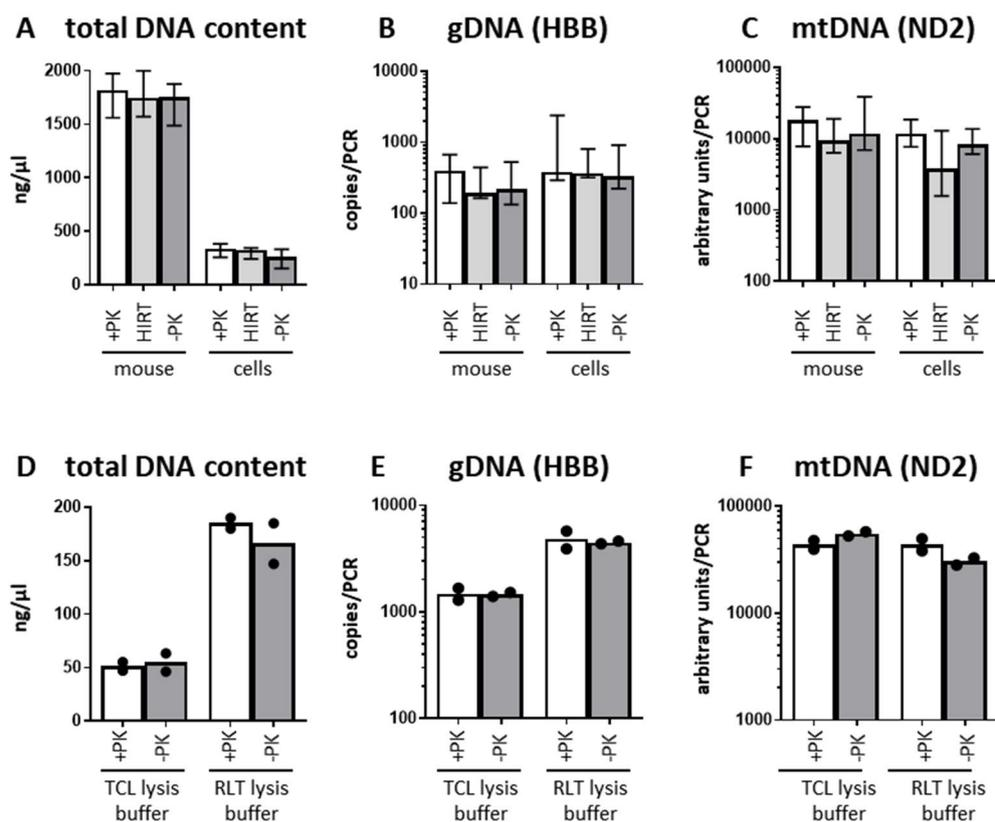 A total DNA content
B gDNA (HBB)
C mtDNA (ND2)
2000
1500
1000
500
0
ng/µl
+PK
HIRT
-PK
+PK
HIRT
-PK
mouse
cells
10000
1000
100
10
copies/PCR
+PK
HIRT
-PK
+PK
HIRT
-PK
mouse
cells
100000
10000
1000
100
arbitrary units/PCR
+PK
HIRT
-PK
+PK
HIRT
-PK
mouse
cells
D total DNA content
E gDNA (HBB)
F mtDNA (ND2)
200
150
100
50
0
ng/µl
+PK
-PK
+PK
-PK
TCL lysis
buffer
RLT lysis
buffer
10000
1000
100
copies/PCR
+PK
-PK
+PK
-PK
TCL lysis
buffer
RLT lysis
buffer
100000
10000
1000
arbitrary units/PCR
+PK
-PK
+PK
-PK
TCL lysis
buffer
RLT lysis
buffer